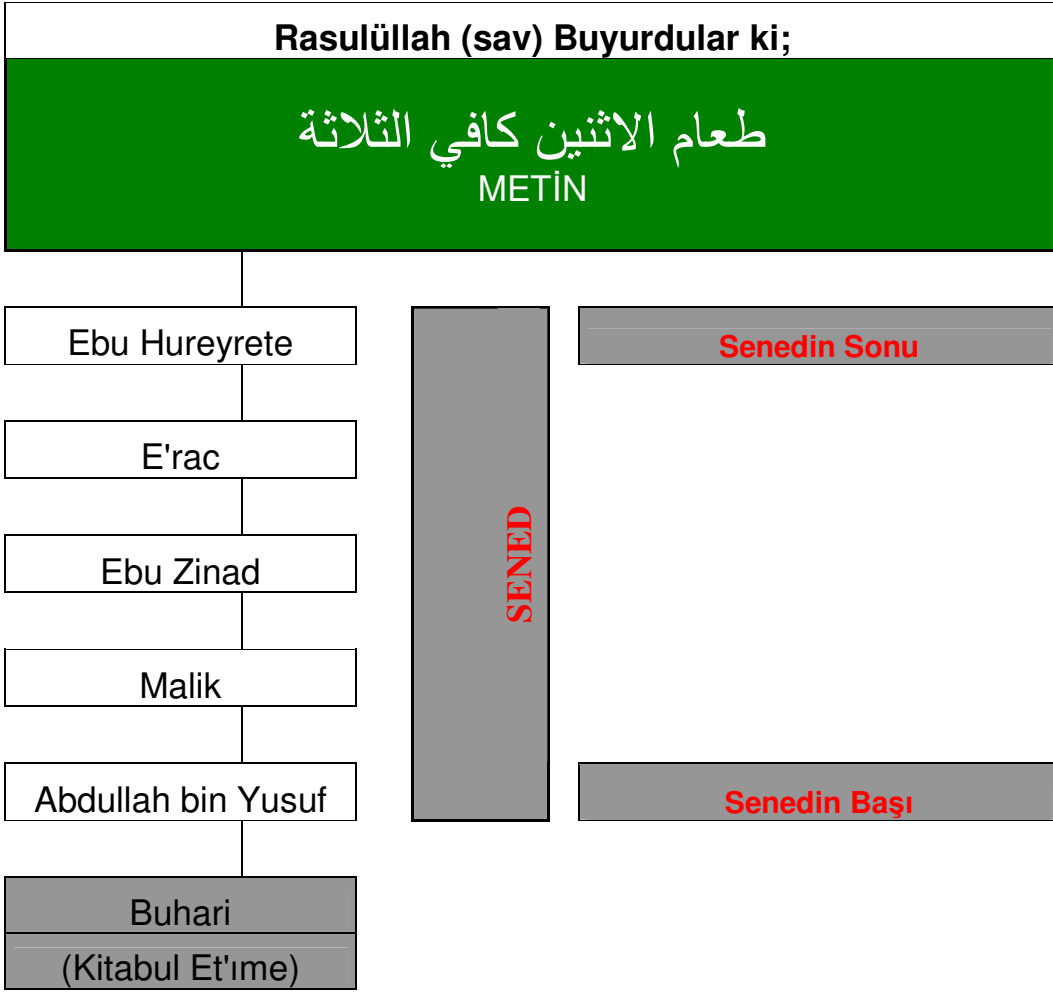 Rasulüllah (sav) Buyurdular ki;
طعام الاثنين كافي الثلاثة
METİN
Ebu Hureyrete
Senedin Sonu
E'rac
SENED
Ebu Zinad
Malik
Abdullah bin Yusuf
Senedin Başı
Buhari
(Kitabul Et'ıme)